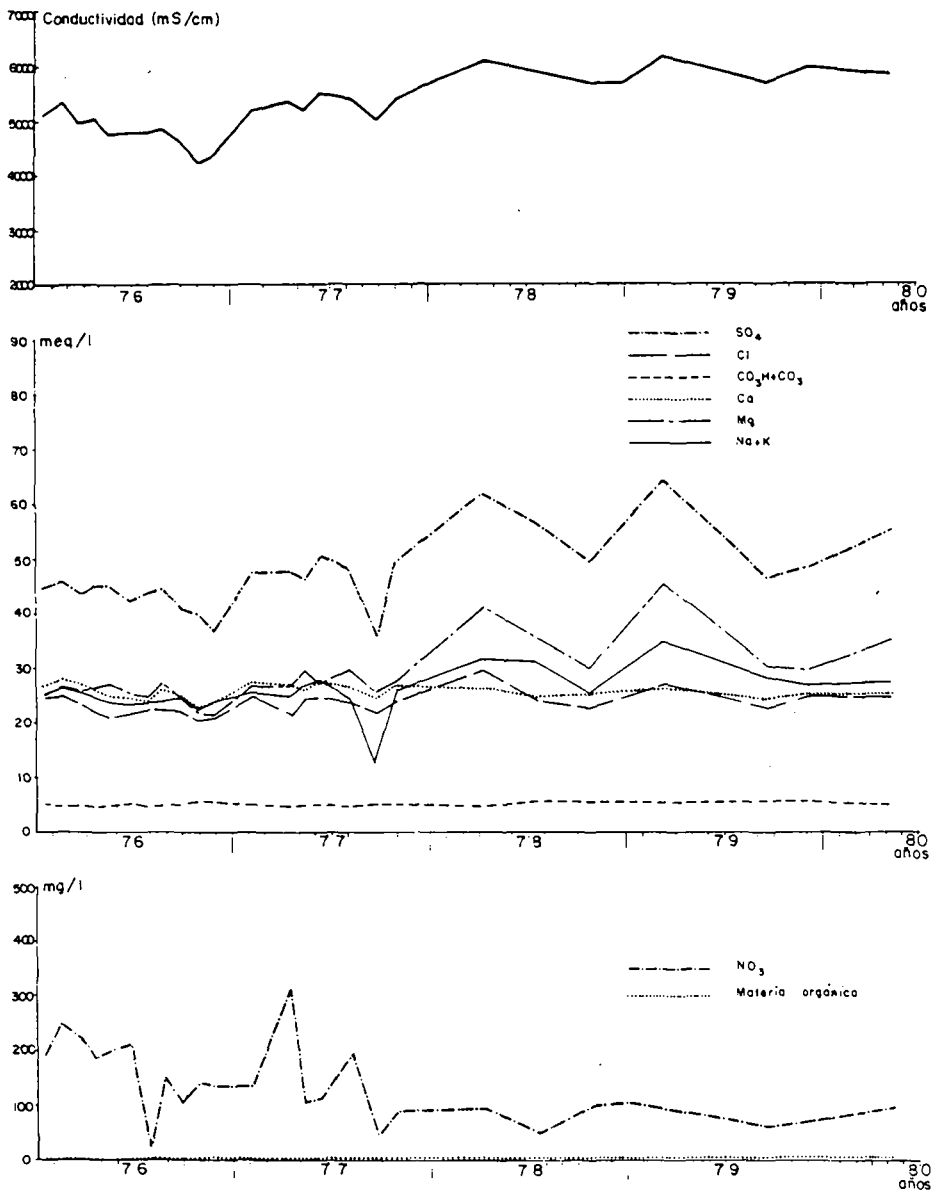 Conductividad (mS/cm)
7000
6000
5000
4000
3000
2000
76 77 78 79 80
años
meq/l
90
80
70
60
50
40
30
20
10
0
SO₄
Cl
CO₃H+CO₃
Ca
Mg
Na+K
76 77 78 79 80
años
mg/l
500
400
300
200
100
0
NO₃
Materia orgánica
76 77 78 79 80
años